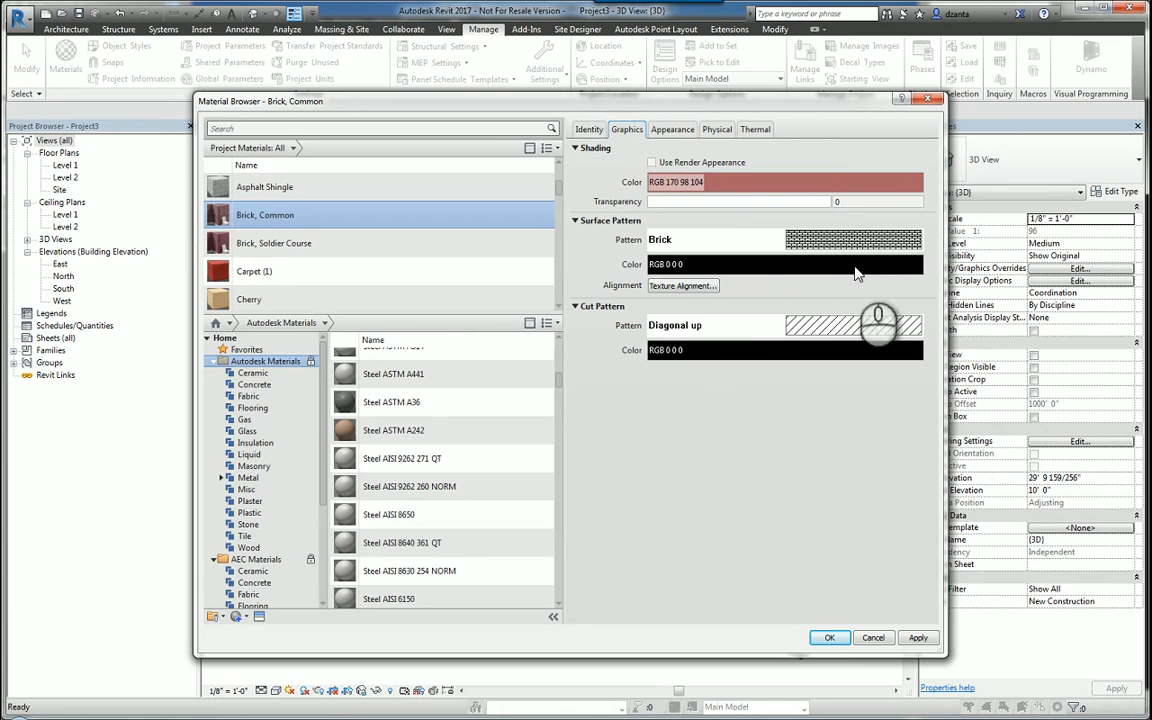 Autodesk Revit 2017 - Not For Resale Version - Project3 - 3D View: {3D}
Type a keyword or phrase
dzanta
Architecture Structure Systems Insert Annotate Analyze Massing & Site Collaborate View Manage Add-Ins Site Designer Autodesk Point Layout Extensions Modify
Modify
Materials
Object Styles
Snaps
Project Information
Project Parameters
Shared Parameters
Global Parameters
Transfer Project Standards
Purge Unused
Project Units
Structural Settings
MEP Settings
Panel Schedule Templates
Additional
Settings
Location
Coordinates
Position
Design
Options
Add to Set
Pick to Edit
Main Model
Manage
Links
Manage Images
Decal Types
Starting View
Phases
Save
Load
Edit
Dynamo
Select
Selection Inquiry Macros Visual Programming
Project Browser - Project3
Views (all)
Floor Plans
Level 1
Level 2
Site
Ceiling Plans
Level 1
Level 2
3D Views
Elevations (Building Elevation)
East
North
South
West
Legends
Schedules/Quantities
Sheets (all)
Families
Groups
Revit Links
Material Browser - Brick, Common
Search
Project Materials: All
Name
Asphalt Shingle
Brick, Common
Brick, Soldier Course
Carpet (1)
Cherry
Autodesk Materials
Home
Favorites
Autodesk Materials
Ceramic
Concrete
Fabric
Flooring
Gas
Glass
Insulation
Liquid
Masonry
Metal
Misc
Plaster
Plastic
Stone
Tile
Wood
AEC Materials
Ceramic
Concrete
Fabric
Flooring
Name
Steel ASTM A441
Steel ASTM A36
Steel ASTM A242
Steel AISI 9262 271 QT
Steel AISI 9262 260 NORM
Steel AISI 8650
Steel AISI 8640 361 QT
Steel AISI 8630 254 NORM
Steel AISI 6150
Identity Graphics Appearance Physical Thermal
Shading
Use Render Appearance
Color RGB 170 98 104
Transparency 0
Surface Pattern
Pattern Brick
Color RGB 0 0 0
Alignment Texture Alignment...
Cut Pattern
Pattern Diagonal up
Color RGB 0 0 0
OK Cancel Apply
3D View
{3D} Edit Type
1/8" = 1'-0"
96
Medium
Show Original
Edit...
Edit...
Coordination
By Discipline
None
1000' 0"
Edit...
29' 9 159/256"
10' 0"
Adjusting
<None>
{3D}
Independent
Show All
New Construction
Properties help Apply
1/8" = 1'-0"
Ready
:0
Main Model
:0